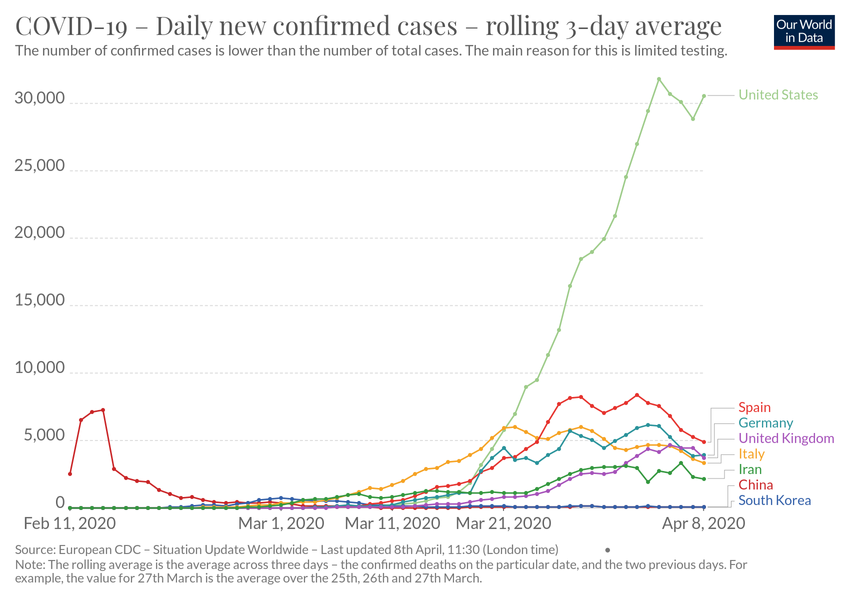 COVID-19 – Daily new confirmed cases – rolling 3-day average
Our World
in Data
The number of confirmed cases is lower than the number of total cases. The main reason for this is limited testing.
30,000
United States
25,000
20,000
15,000
10,000
Spain
Germany
5,000
United Kingdom
Italy
Iran
China
0
South Korea
Feb 11, 2020
Mar 1, 2020
Mar 11, 2020
Mar 21, 2020
Apr 8, 2020
Source: European CDC – Situation Update Worldwide – Last updated 8th April, 11:30 (London time)
Note: The rolling average is the average across three days – the confirmed deaths on the particular date, and the two previous days. For
example, the value for 27th March is the average over the 25th, 26th and 27th March.